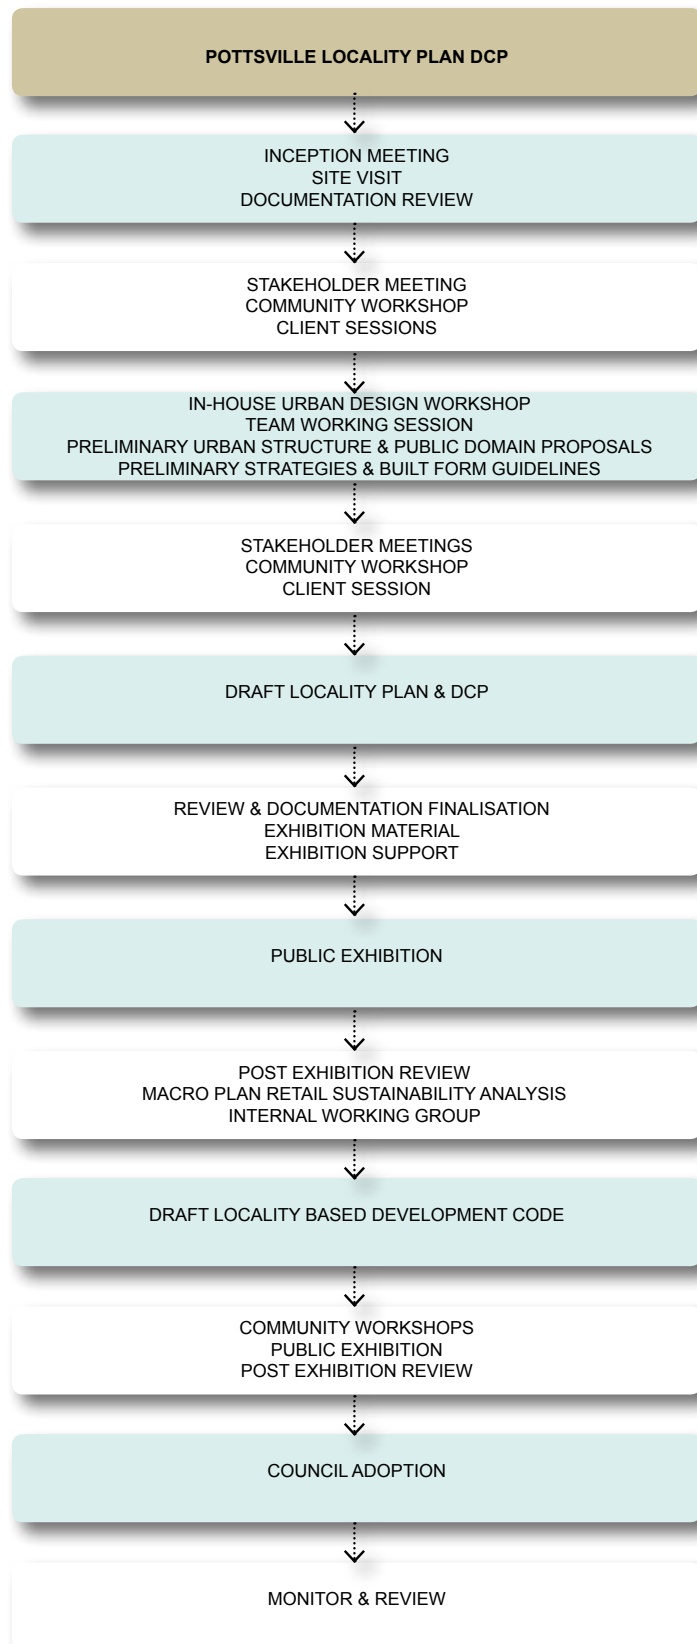 POTTSVILLE LOCALITY PLAN DCP
INCEPTION MEETING
SITE VISIT
DOCUMENTATION REVIEW
STAKEHOLDER MEETING
COMMUNITY WORKSHOP
CLIENT SESSIONS
IN-HOUSE URBAN DESIGN WORKSHOP
TEAM WORKING SESSION
PRELIMINARY URBAN STRUCTURE & PUBLIC DOMAIN PROPOSALS
PRELIMINARY STRATEGIES & BUILT FORM GUIDELINES
STAKEHOLDER MEETINGS
COMMUNITY WORKSHOP
CLIENT SESSION
DRAFT LOCALITY PLAN & DCP
REVIEW & DOCUMENTATION FINALISATION
EXHIBITION MATERIAL
EXHIBITION SUPPORT
PUBLIC EXHIBITION
POST EXHIBITION REVIEW
MACRO PLAN RETAIL SUSTAINABILITY ANALYSIS
INTERNAL WORKING GROUP
DRAFT LOCALITY BASED DEVELOPMENT CODE
COMMUNITY WORKSHOPS
PUBLIC EXHIBITION
POST EXHIBITION REVIEW
COUNCIL ADOPTION
MONITOR & REVIEW